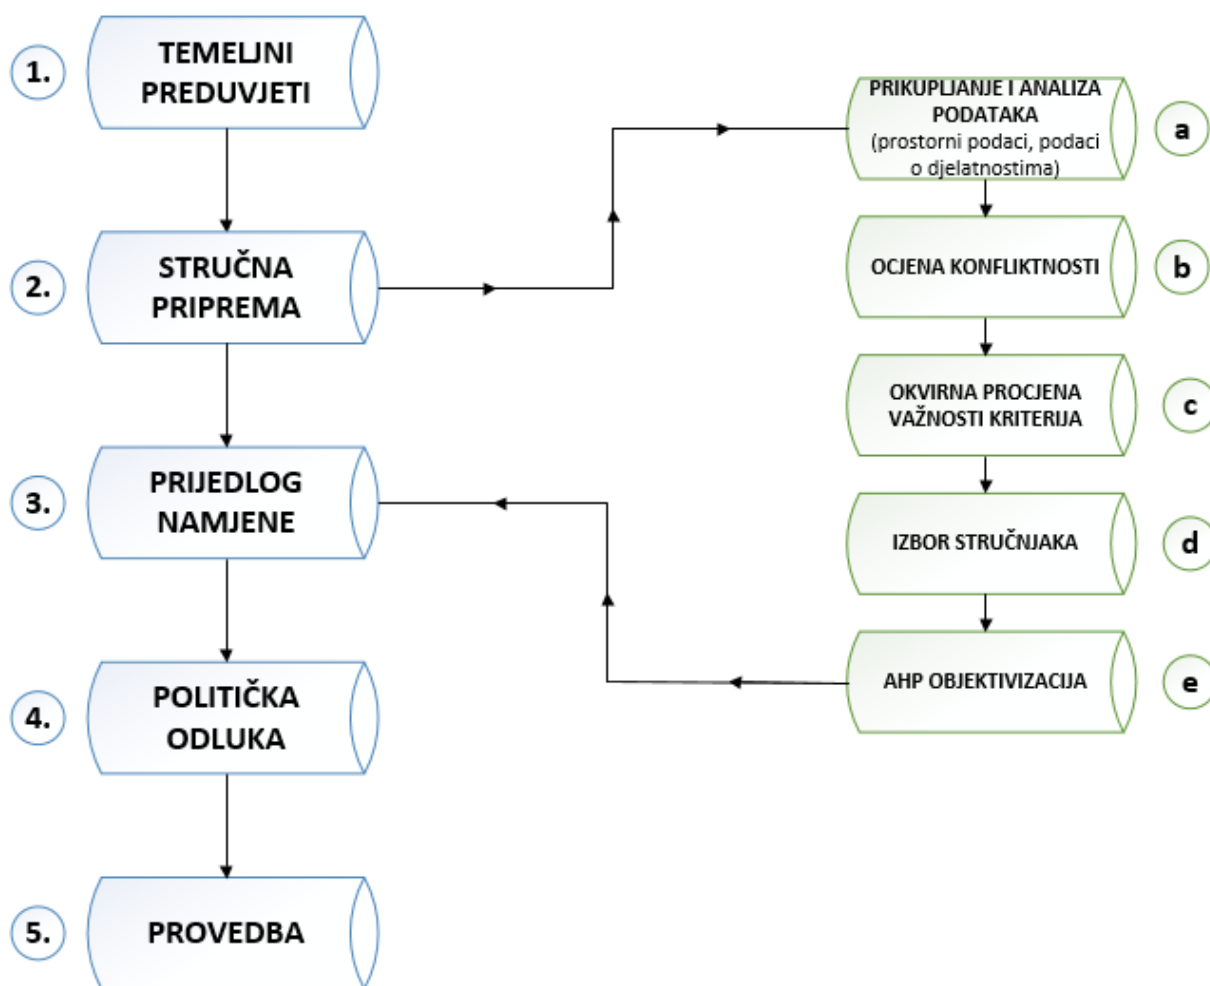 1.
TEMELJNI
PREDUVJETI
2.
STRUČNA
PRIPREMA
3.
PRIJEDLOG
NAMJENE
4.
POLITIČKA
ODLUKA
5.
PROVEDBA
PRIKUPLJANJE I ANALIZA
PODATAKA
(prostorni podaci, podaci
o djelatnostima)
a
OCJENA KONFLIKTNOSTI
b
OKVIRNA PROCJENA
VAŽNOSTI KRITERIJA
c
IZBOR STRUČNJAKA
d
AHP OBJEKTIVIZACIJA
e